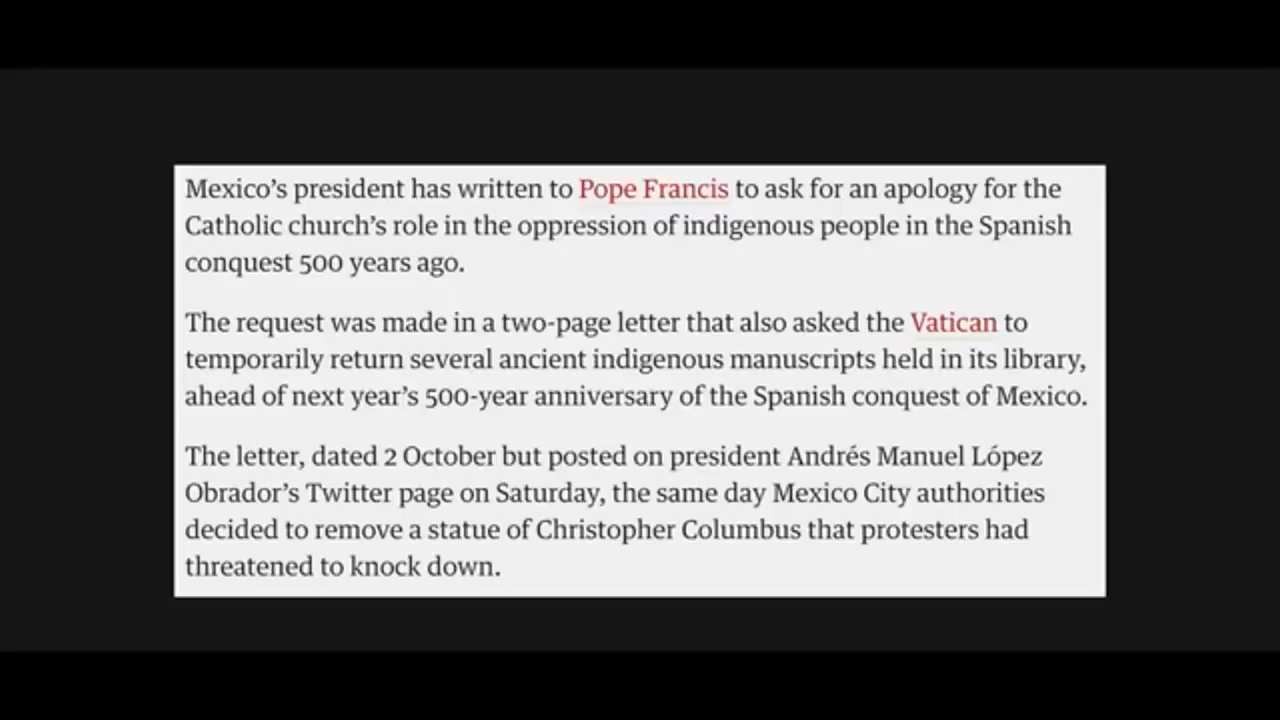 Mexico’s president has written to Pope Francis to ask for an apology for the
Catholic church’s role in the oppression of indigenous people in the Spanish
conquest 500 years ago.
The request was made in a two-page letter that also asked the Vatican to
temporarily return several ancient indigenous manuscripts held in its library,
ahead of next year’s 500-year anniversary of the Spanish conquest of Mexico.
The letter, dated 2 October but posted on president Andrés Manuel López
Obrador’s Twitter page on Saturday, the same day Mexico City authorities
decided to remove a statue of Christopher Columbus that protesters had
threatened to knock down.